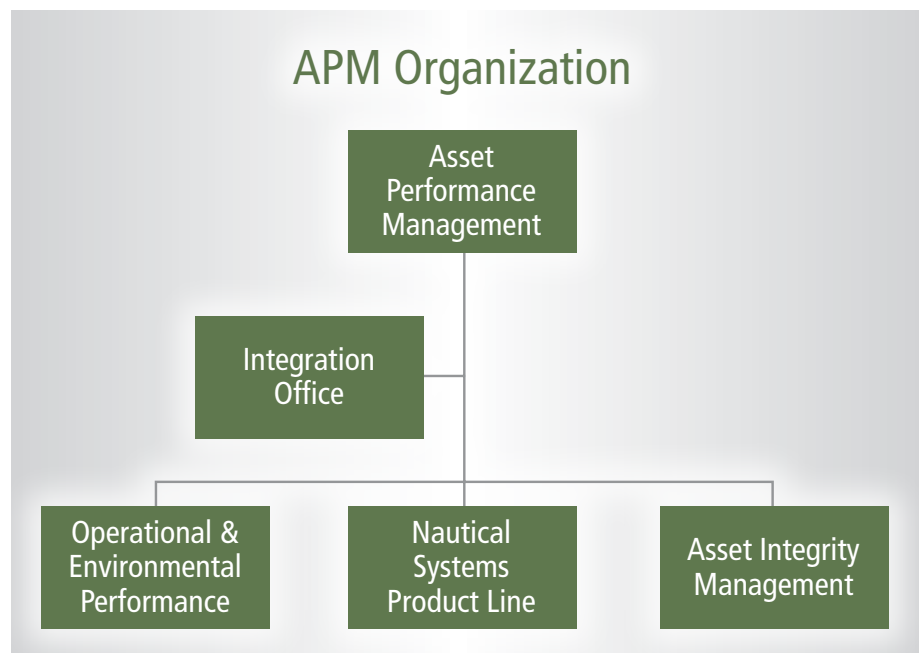 APM Organization
Asset
Performance
Management
Integration
Office
Operational &
Environmental
Performance
Nautical
Systems
Product Line
Asset Integrity
Management